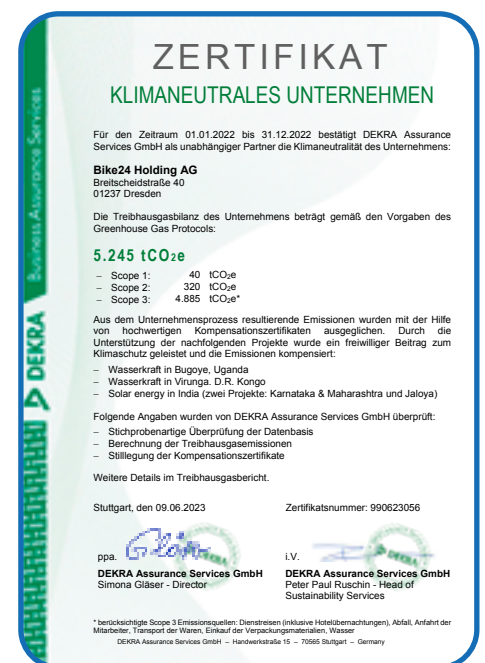 ZERTIFIKAT
KLIMANEUTRALES UNTERNEHMEN
Für den Zeitraum 01.01.2022 bis 31.12.2022 bestätigt DEKRA Assurance
Services GmbH als unabhängiger Partner die Klimaneutralität des Unternehmens:
Bike24 Holding AG
Breitscheidstraße 40
01237 Dresden
Die Treibhausgasbilanz des Unternehmens beträgt gemäß den Vorgaben des
Greenhouse Gas Protocols:
5.245 tCO2e
– Scope 1: 40 tCO2e
– Scope 2: 320 tCO2e
– Scope 3: 4.885 tCO2e*
Aus dem Unternehmensprozess resultierende Emissionen wurden mit der Hilfe
von hochwertigen Kompensationszertifikaten ausgeglichen. Durch die
Unterstützung der nachfolgenden Projekte wurde ein freiwilliger Beitrag zum
Klimaschutz geleistet und die Emissionen kompensiert:
– Wasserkraft in Bugoye, Uganda
– Wasserkraft in Virunga. D.R. Kongo
– Solar energy in India (zwei Projekte: Karnataka & Maharashtra und Jaloya)
Folgende Angaben wurden von DEKRA Assurance Services GmbH überprüft:
– Stichprobenartige Überprüfung der Datenbasis
– Berechnung der Treibhausgasemissionen
– Stilllegung der Kompensationszertifikate
Weitere Details im Treibhausgasbericht.
Stuttgart, den 09.06.2023 Zertifikatsnummer: 990623056
ppa. i.V.
DEKRA Assurance Services GmbH DEKRA Assurance Services GmbH
Simona Gläser - Director Peter Paul Ruschin - Head of
Sustainability Services
* berücksichtigte Scope 3 Emissionsquellen: Dienstreisen (inklusive Hotelübernachtungen), Abfall, Anfahrt der
Mitarbeiter, Transport der Waren, Einkauf der Verpackungsmaterialien, Wasser
DEKRA Assurance Services GmbH – Handwerkstraße 15 – 70565 Stuttgart – Germany
Business Assurance Services
DEKRA